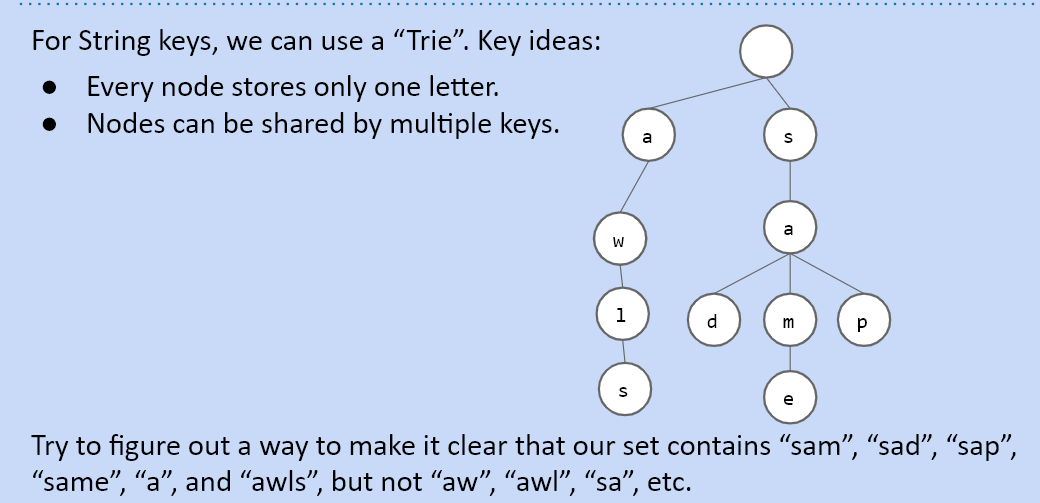 For String keys, we can use a “Trie”. Key ideas:
● Every node stores only one letter.
● Nodes can be shared by multiple keys.
a
s
w
a
l
d
m
p
s
e
Try to figure out a way to make it clear that our set contains “sam”, “sad”, “sap”,
“same”, “a”, and “awls”, but not “aw”, “awl”, “sa”, etc.